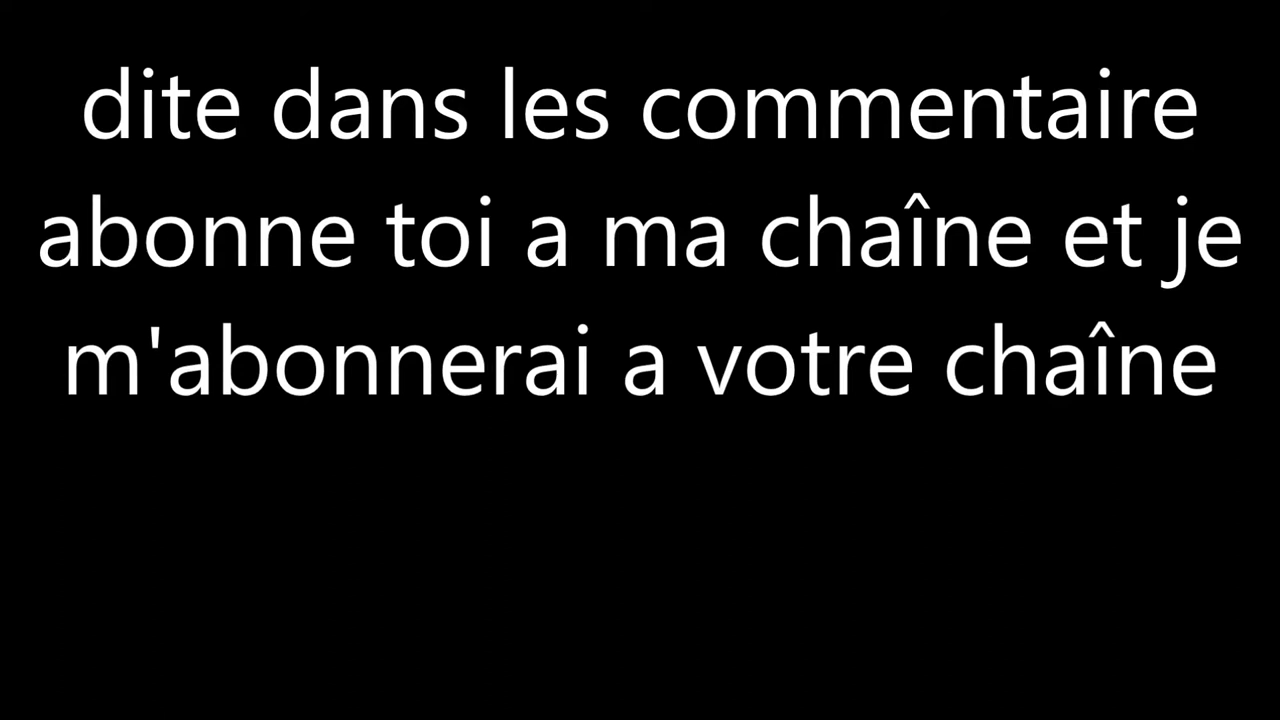 dite dans les commentaire
abonne toi a ma chaîne et je
m'abonnerai a votre chaîne